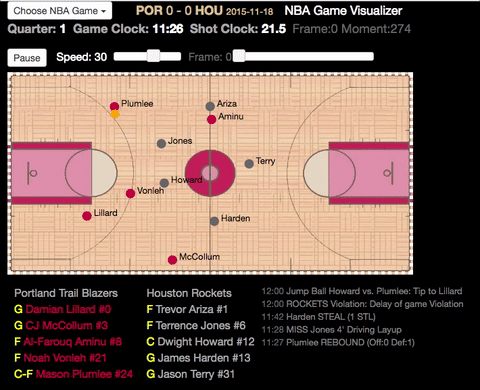 Choose NBA Game
POR 0 - 0 HOU 2015-11-18 NBA Game Visualizer
Quarter: 1 Game Clock: 11:26 Shot Clock: 21.5 Frame:0 Moment:274
Pause Speed: 30 Frame: 0
Plumlee
Ariza
Aminu
Jones
Terry
Howard
Vonleh
Lillard
Harden
McCollum
Portland Trail Blazers
G Damian Lillard #0
G CJ McCollum #3
F Al-Farouq Aminu #8
F Noah Vonleh #21
C-F Mason Plumlee #24
Houston Rockets
F Trevor Ariza #1
F Terrence Jones #6
C Dwight Howard #12
G James Harden #13
G Jason Terry #31
12:00 Jump Ball Howard vs. Plumlee: Tip to Lillard
12:00 ROCKETS Violation: Delay of game Violation
11:42 Harden STEAL (1 STL)
11:28 MISS Jones 4' Driving Layup
11:27 Plumlee REBOUND (Off:0 Def:1)